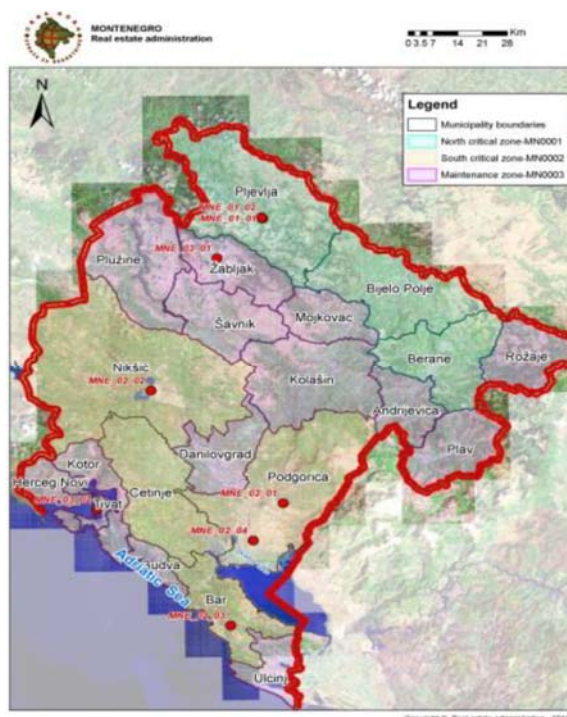 MONTENEGRO
Real estate administration
Km
0 3.5 7 14 21 28
N
Legend
Municipality boundaries
North critical zone-MN0001
South critical zone-MN0002
Maintenance zone-MN0003
Pljevlja
MNE_01_02
MNE_01_01
MNE_02_01
Plužine
Žabljak
Bijelo Polje
Šavnik
Mojkovac
Nikšić
MNE_02_02
Kolašin
Berane
Rožaje
Andrijevica
Plav
Danilovgrad
Kotor
Herceg Novi
Tivat
Cetinje
Podgorica
MNE_02_01
MNE_02_04
Adriatic Sea
Budva
Bar
MNE_02_03
Ulcinj